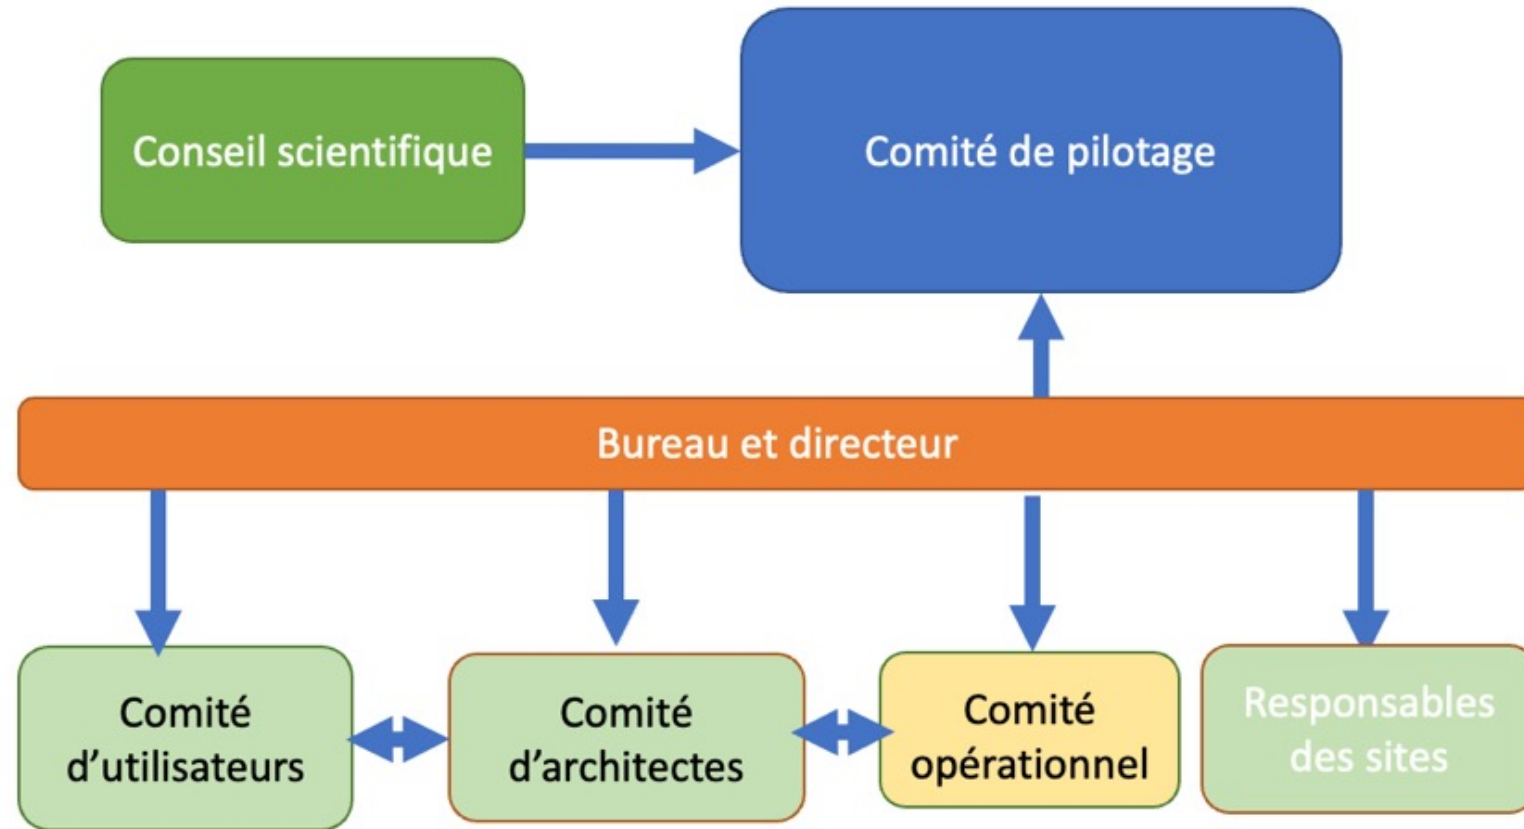 Conseil scientifique
Comité de pilotage
Bureau et directeur
Comité
d’utilisateurs
Comité
d’architectes
Comité
opérationnel
Responsables
des sites